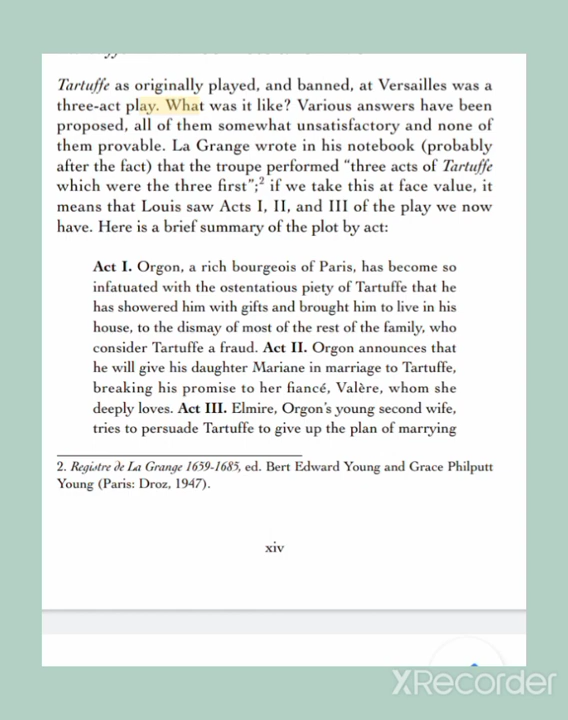 Tartuffe as originally played, and banned, at Versailles was a
three-act play. What was it like? Various answers have been
proposed, all of them somewhat unsatisfactory and none of
them provable. La Grange wrote in his notebook (probably
after the fact) that the troupe performed “three acts of Tartuffe
which were the three first”;² if we take this at face value, it
means that Louis saw Acts I, II, and III of the play we now
have. Here is a brief summary of the plot by act:
Act I. Orgon, a rich bourgeois of Paris, has become so
infatuated with the ostentatious piety of Tartuffe that he
has showered him with gifts and brought him to live in his
house, to the dismay of most of the rest of the family, who
consider Tartuffe a fraud. Act II. Orgon announces that
he will give his daughter Mariane in marriage to Tartuffe,
breaking his promise to her fiancé, Valère, whom she
deeply loves. Act III. Elmire, Orgon’s young second wife,
tries to persuade Tartuffe to give up the plan of marrying
2. Registre de La Grange 1659-1685, ed. Bert Edward Young and Grace Philputt
Young (Paris: Droz, 1947).
xiv
XRecorder